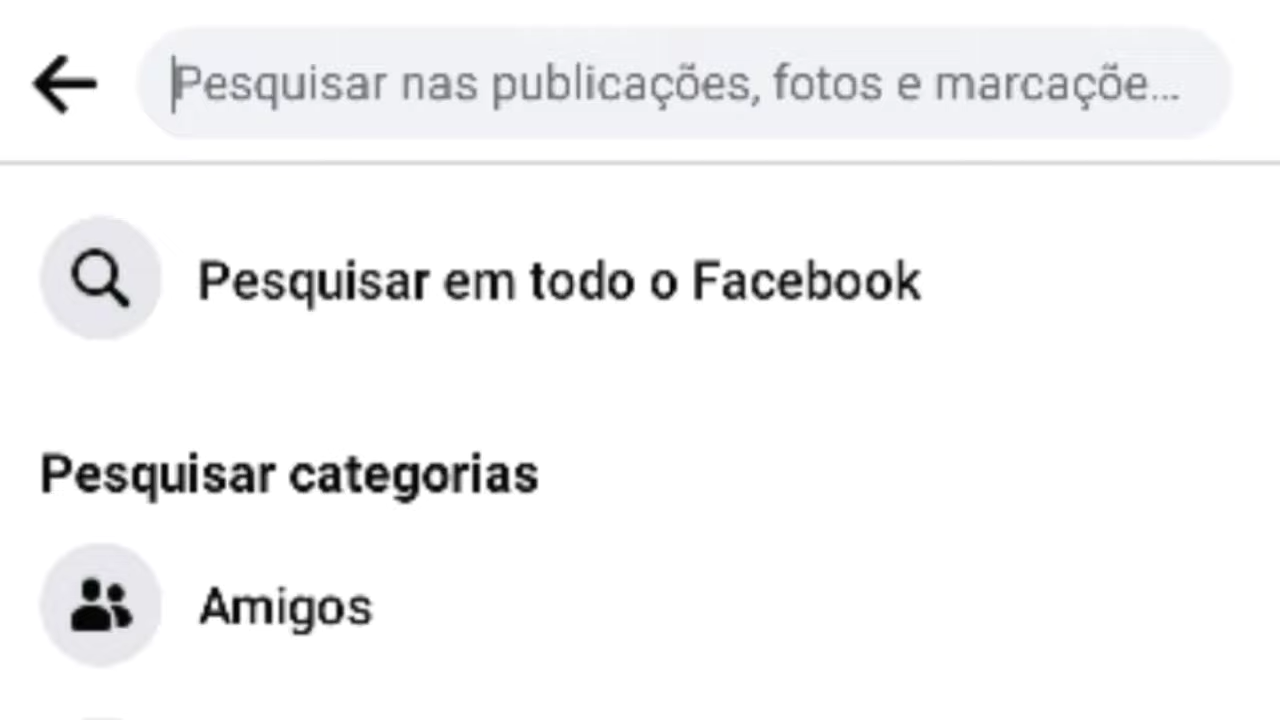 Pesquisar nas publicações, fotos e marcaçõe...
Pesquisar em todo o Facebook
Pesquisar categorias
Amigos